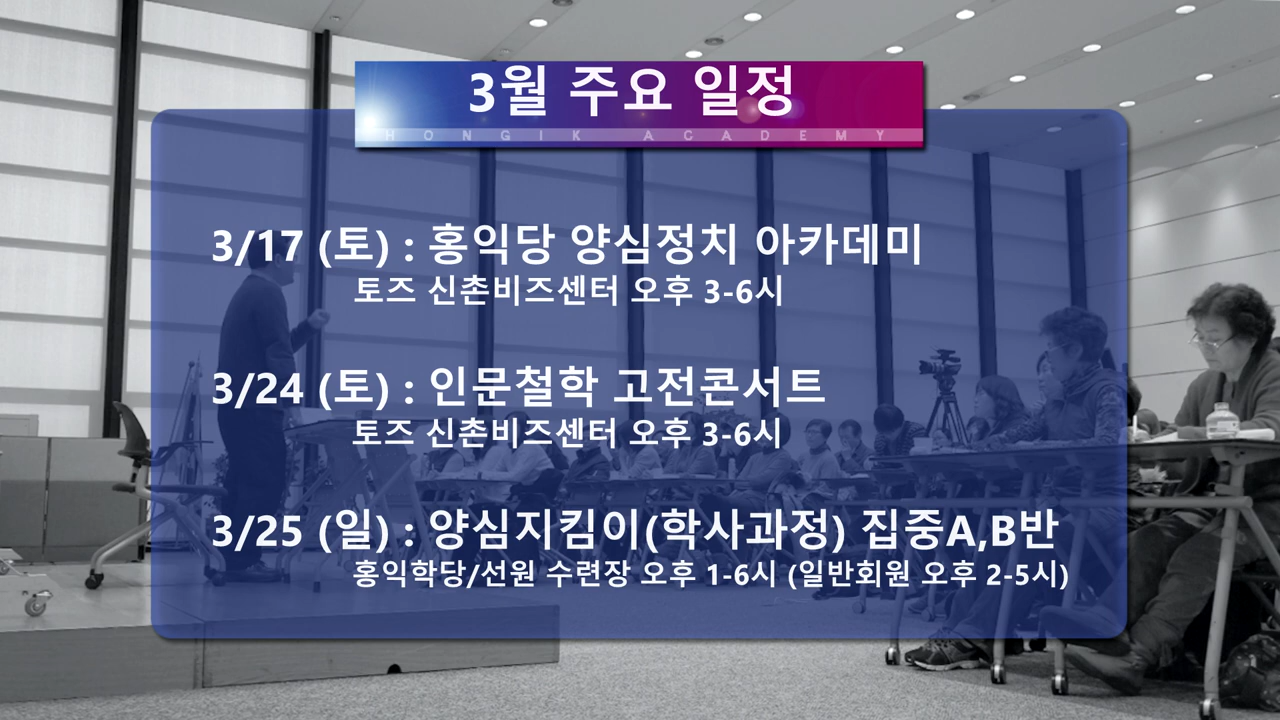 3월 주요 일정
HONGIK ACADEMY
3/17 (토) : 홍익당 양심정치 아카데미
토즈 신촌비즈센터 오후 3-6시
3/24 (토) : 인문철학 고전콘서트
토즈 신촌비즈센터 오후 3-6시
3/25 (일) : 양심지킴이(학사과정) 집중A,B반
홍익학당/선원 수련장 오후 1-6시 (일반회원 오후 2-5시)